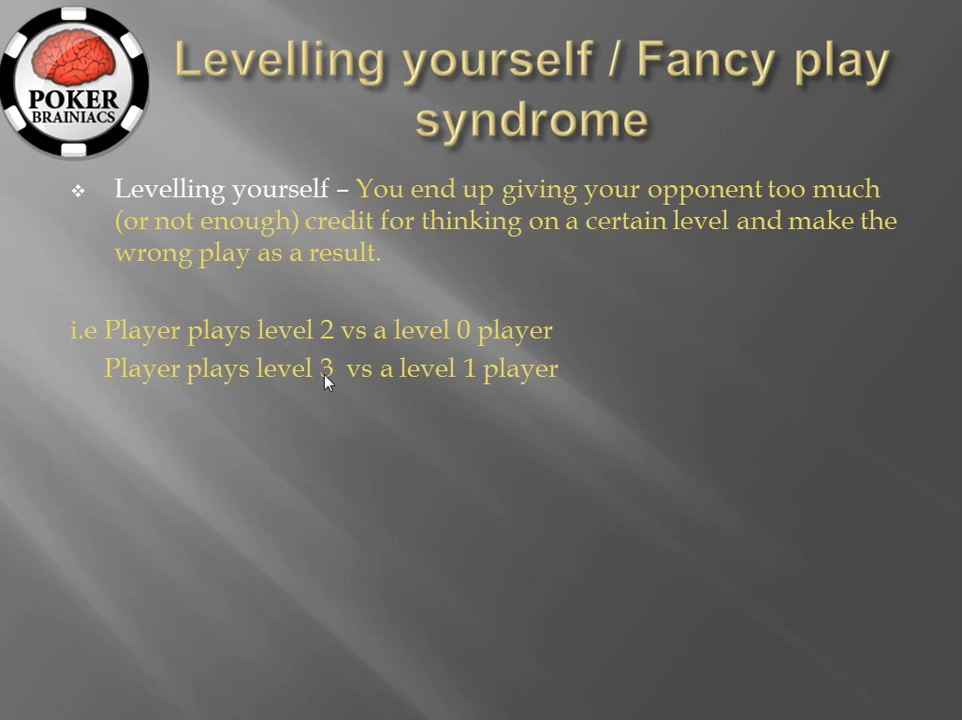 POKER
BRAINIACS
Levelling yourself / Fancy play
syndrome
Levelling yourself – You end up giving your opponent too much
(or not enough) credit for thinking on a certain level and make the
wrong play as a result.
i.e Player plays level 2 vs a level 0 player
Player plays level 3 vs a level 1 player